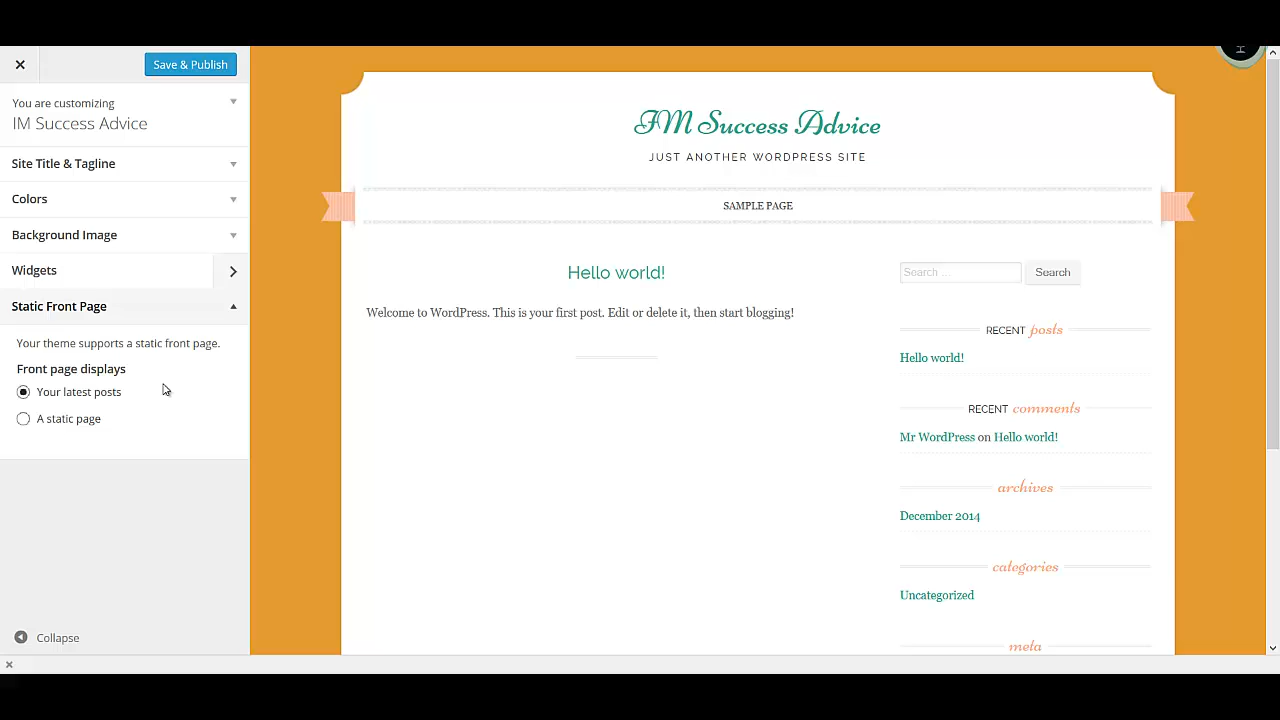 Save & Publish
You are customizing
IM Success Advice
Site Title & Tagline
Colors
Background Image
Widgets
Static Front Page
Your theme supports a static front page.
Front page displays
Your latest posts
A static page
Collapse
IM Success Advice
JUST ANOTHER WORDPRESS SITE
SAMPLE PAGE
Hello world!
Welcome to WordPress. This is your first post. Edit or delete it, then start blogging!
Search ...
Search
RECENT posts
Hello world!
RECENT comments
Mr WordPress on Hello world!
archives
December 2014
categories
Uncategorized
meta